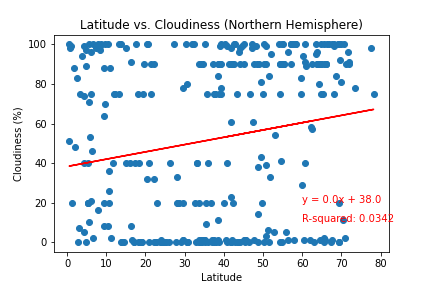 Latitude vs. Cloudiness (Northern Hemisphere)
100
80
60
40
20
0
Cloudiness (%)
y = 0.0x + 38.0
R-squared: 0.0342
0 10 20 30 40 50 60 70 80
Latitude